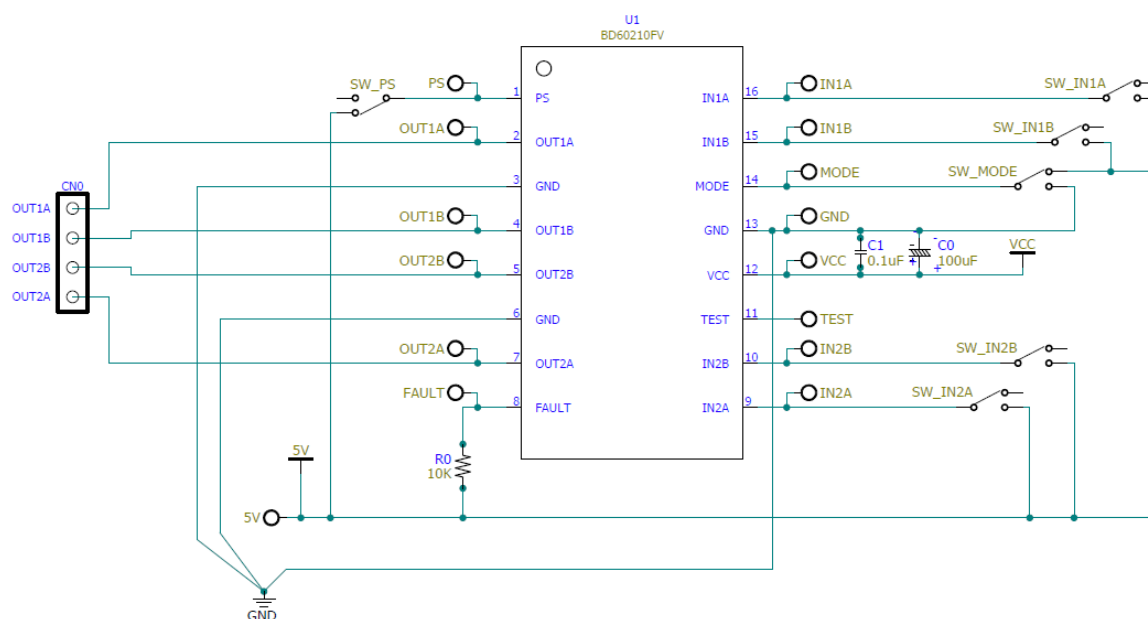 U1
BD60210FV
SW_PS
PS
1
PS
OUT1A
2
OUT1A
3
GND
OUT1B
4
OUT1B
OUT2B
5
OUT2B
6
GND
OUT2A
7
OUT2A
FAULT
8
FAULT
CN0
OUT1A
OUT1B
OUT2B
OUT2A
IN1A
16
IN1A
SW_IN1A
IN1B
15
IN1B
SW_IN1B
MODE
14
MODE
SW_MODE
GND
13
GND
C1
0.1uF
-
-
+
+
C0
100uF
VCC
VCC
12
VCC
TEST
11
TEST
IN2B
10
IN2B
SW_IN2B
IN2A
9
IN2A
SW_IN2A
R0
10K
5V
5V
GND